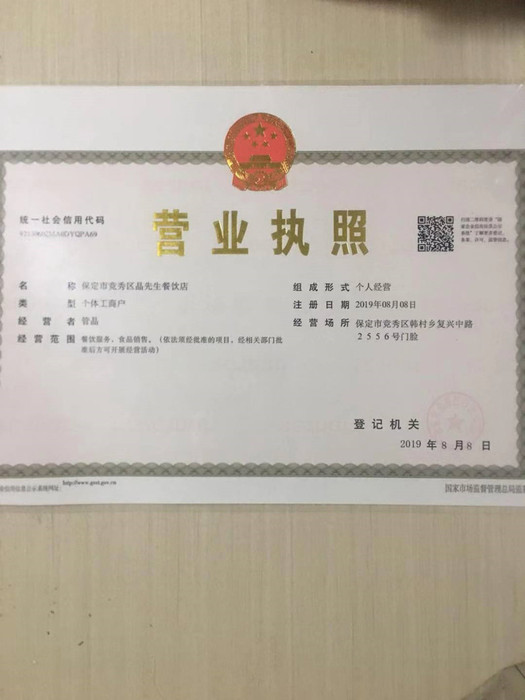 统一社会信用代码
营业执照
名 称 保定市竞秀区晶先生餐饮店
类 型 个体工商户
经 营 者 管晶
经 营 范 围 餐饮服务，食品销售。（依法须经批准的项目，经相关部门批
准后方可开展经营活动）
组 成 形 式 个人经营
注 册 日 期 2019年08月08日
经 营 场 所 保定市竞秀区韩村乡复兴中路
２５５６号门脸
登 记 机 关
2019 年 8 月 8 日
http://www.gsxt.gov.cn
国家市场监督管理总局监